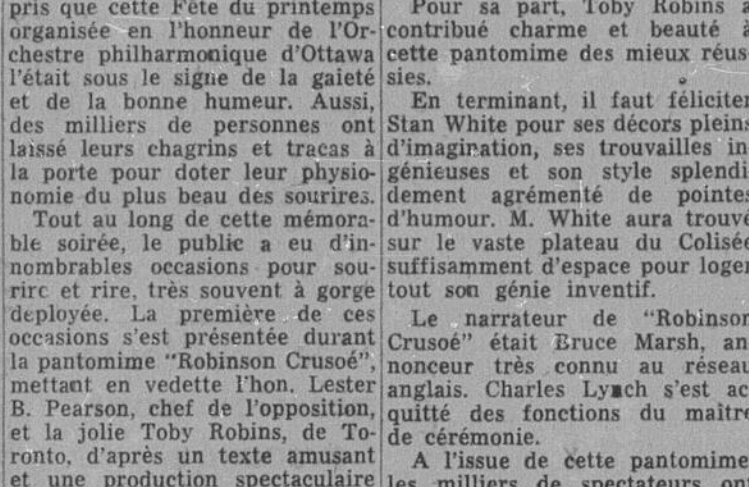 pris que cette Fête du printemps
organisée en l'honneur de l'Or-
chestre philharmonique d'Ottawa
l'était sous le signe de la gaieté
et de la bonne humeur. Aussi,
des milliers de personnes ont
laissé leurs chagrins et tracas à
la porte pour doter leur physio-
nomie du plus beau des sourires.
Tout au long de cette mémora-
ble soirée, le public a eu d'in-
nombrables occasions pour sou-
rire et rire, très souvent à gorge
déployée. La première de ces
occasions s'est présentée durant
la pantomime "Robinson Crusoé",
mettant en vedette l'hon. Lester
B. Pearson, chef de l'opposition,
et la jolie Toby Robins, de To-
ronto, d'après un texte amusant
et une production spectaculaire
Pour sa part, Toby Robins a
contribué charme et beauté à
cette pantomime des mieux réus
sies.
En terminant, il faut féliciter
Stan White pour ses décors pleins
d'imagination, ses trouvailles in
génieuses et son style splendi
dement agrémenté de pointes
d'humour. M. White aura trouvé
sur le vaste plateau du Colisée
suffisamment d'espace pour loger
tout son génie inventif.
Le narrateur de "Robinson
Crusoé" était Bruce Marsh, an
nonceur très connu au réseau
anglais. Charles Lynch s'est ac
quitté des fonctions du maître
de cérémonie.
A l'issue de cette pantomime
les milliers de spectateurs ont